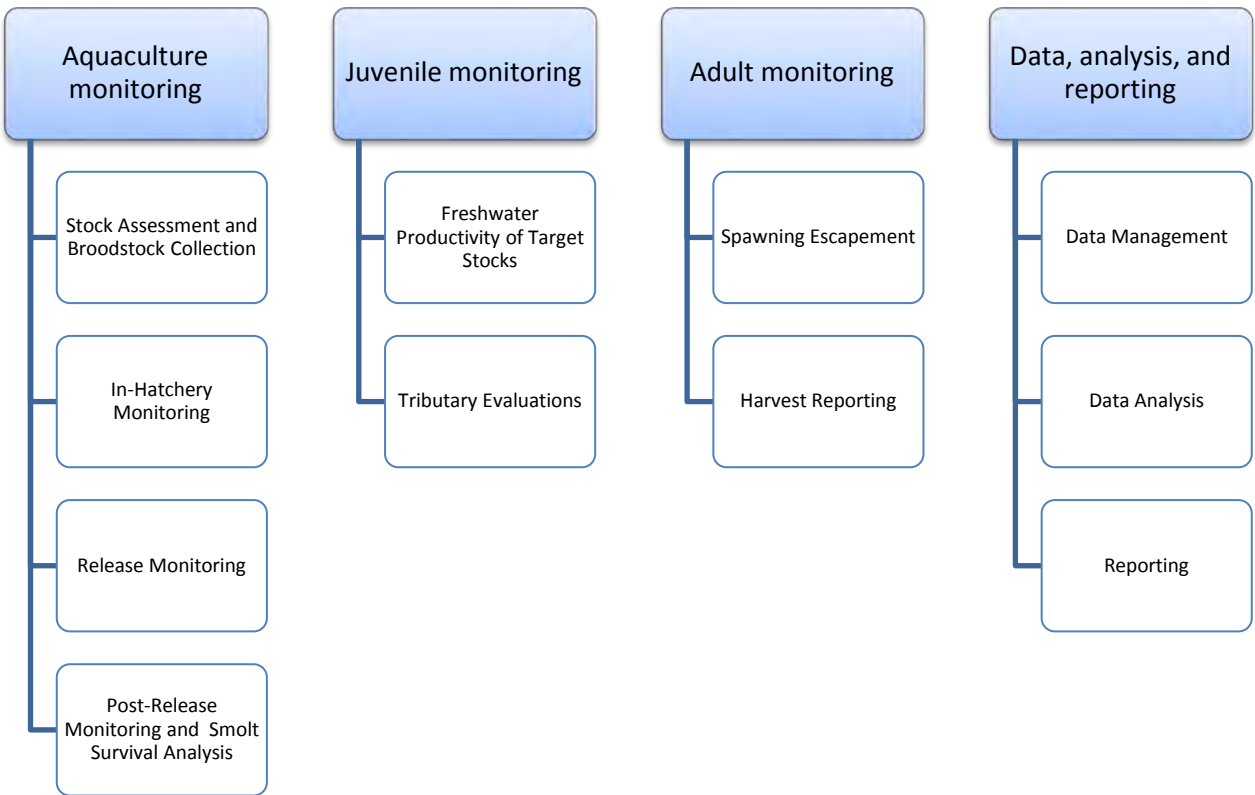 Aquaculture
monitoring
Stock Assessment and
Broodstock Collection
In-Hatchery
Monitoring
Release Monitoring
Post-Release
Monitoring and  Smolt
Survival Analysis
Juvenile monitoring
Freshwater
Productivity of Target
Stocks
Tributary Evaluations
Adult monitoring
Spawning Escapement
Harvest Reporting
Data, analysis, and
reporting
Data Management
Data Analysis
Reporting